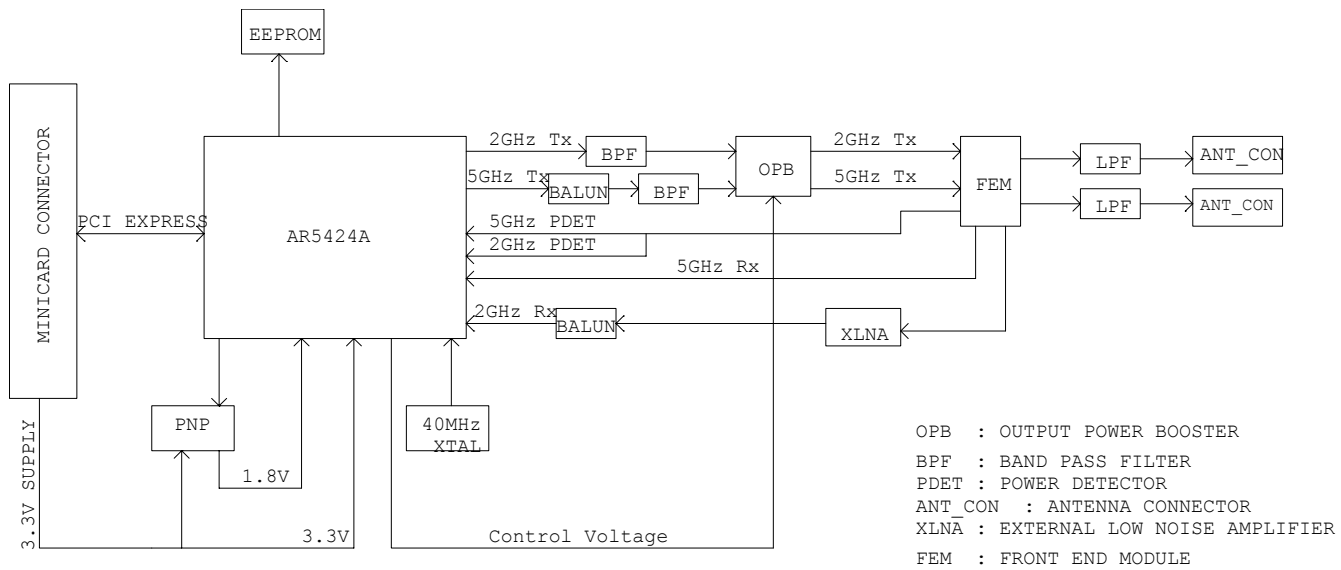 EEPROM
MINICARD CONNECTOR
PCI EXPRESS
AR5424A
2GHz Tx
BPF
5GHz Tx
BALUN
BPF
OPB
2GHz Tx
5GHz Tx
FEM
LPF
ANT_CON
LPF
ANT_CON
5GHz PDET
2GHz PDET
5GHz Rx
2GHz Rx
BALUN
XLNA
PNP
40MHz
XTAL
1.8V
3.3V SUPPLY
3.3V
Control Voltage
OPB : OUTPUT POWER BOOSTER
BPF : BAND PASS FILTER
PDET : POWER DETECTOR
ANT_CON : ANTENNA CONNECTOR
XLNA : EXTERNAL LOW NOISE AMPLIFIER
FEM : FRONT END MODULE